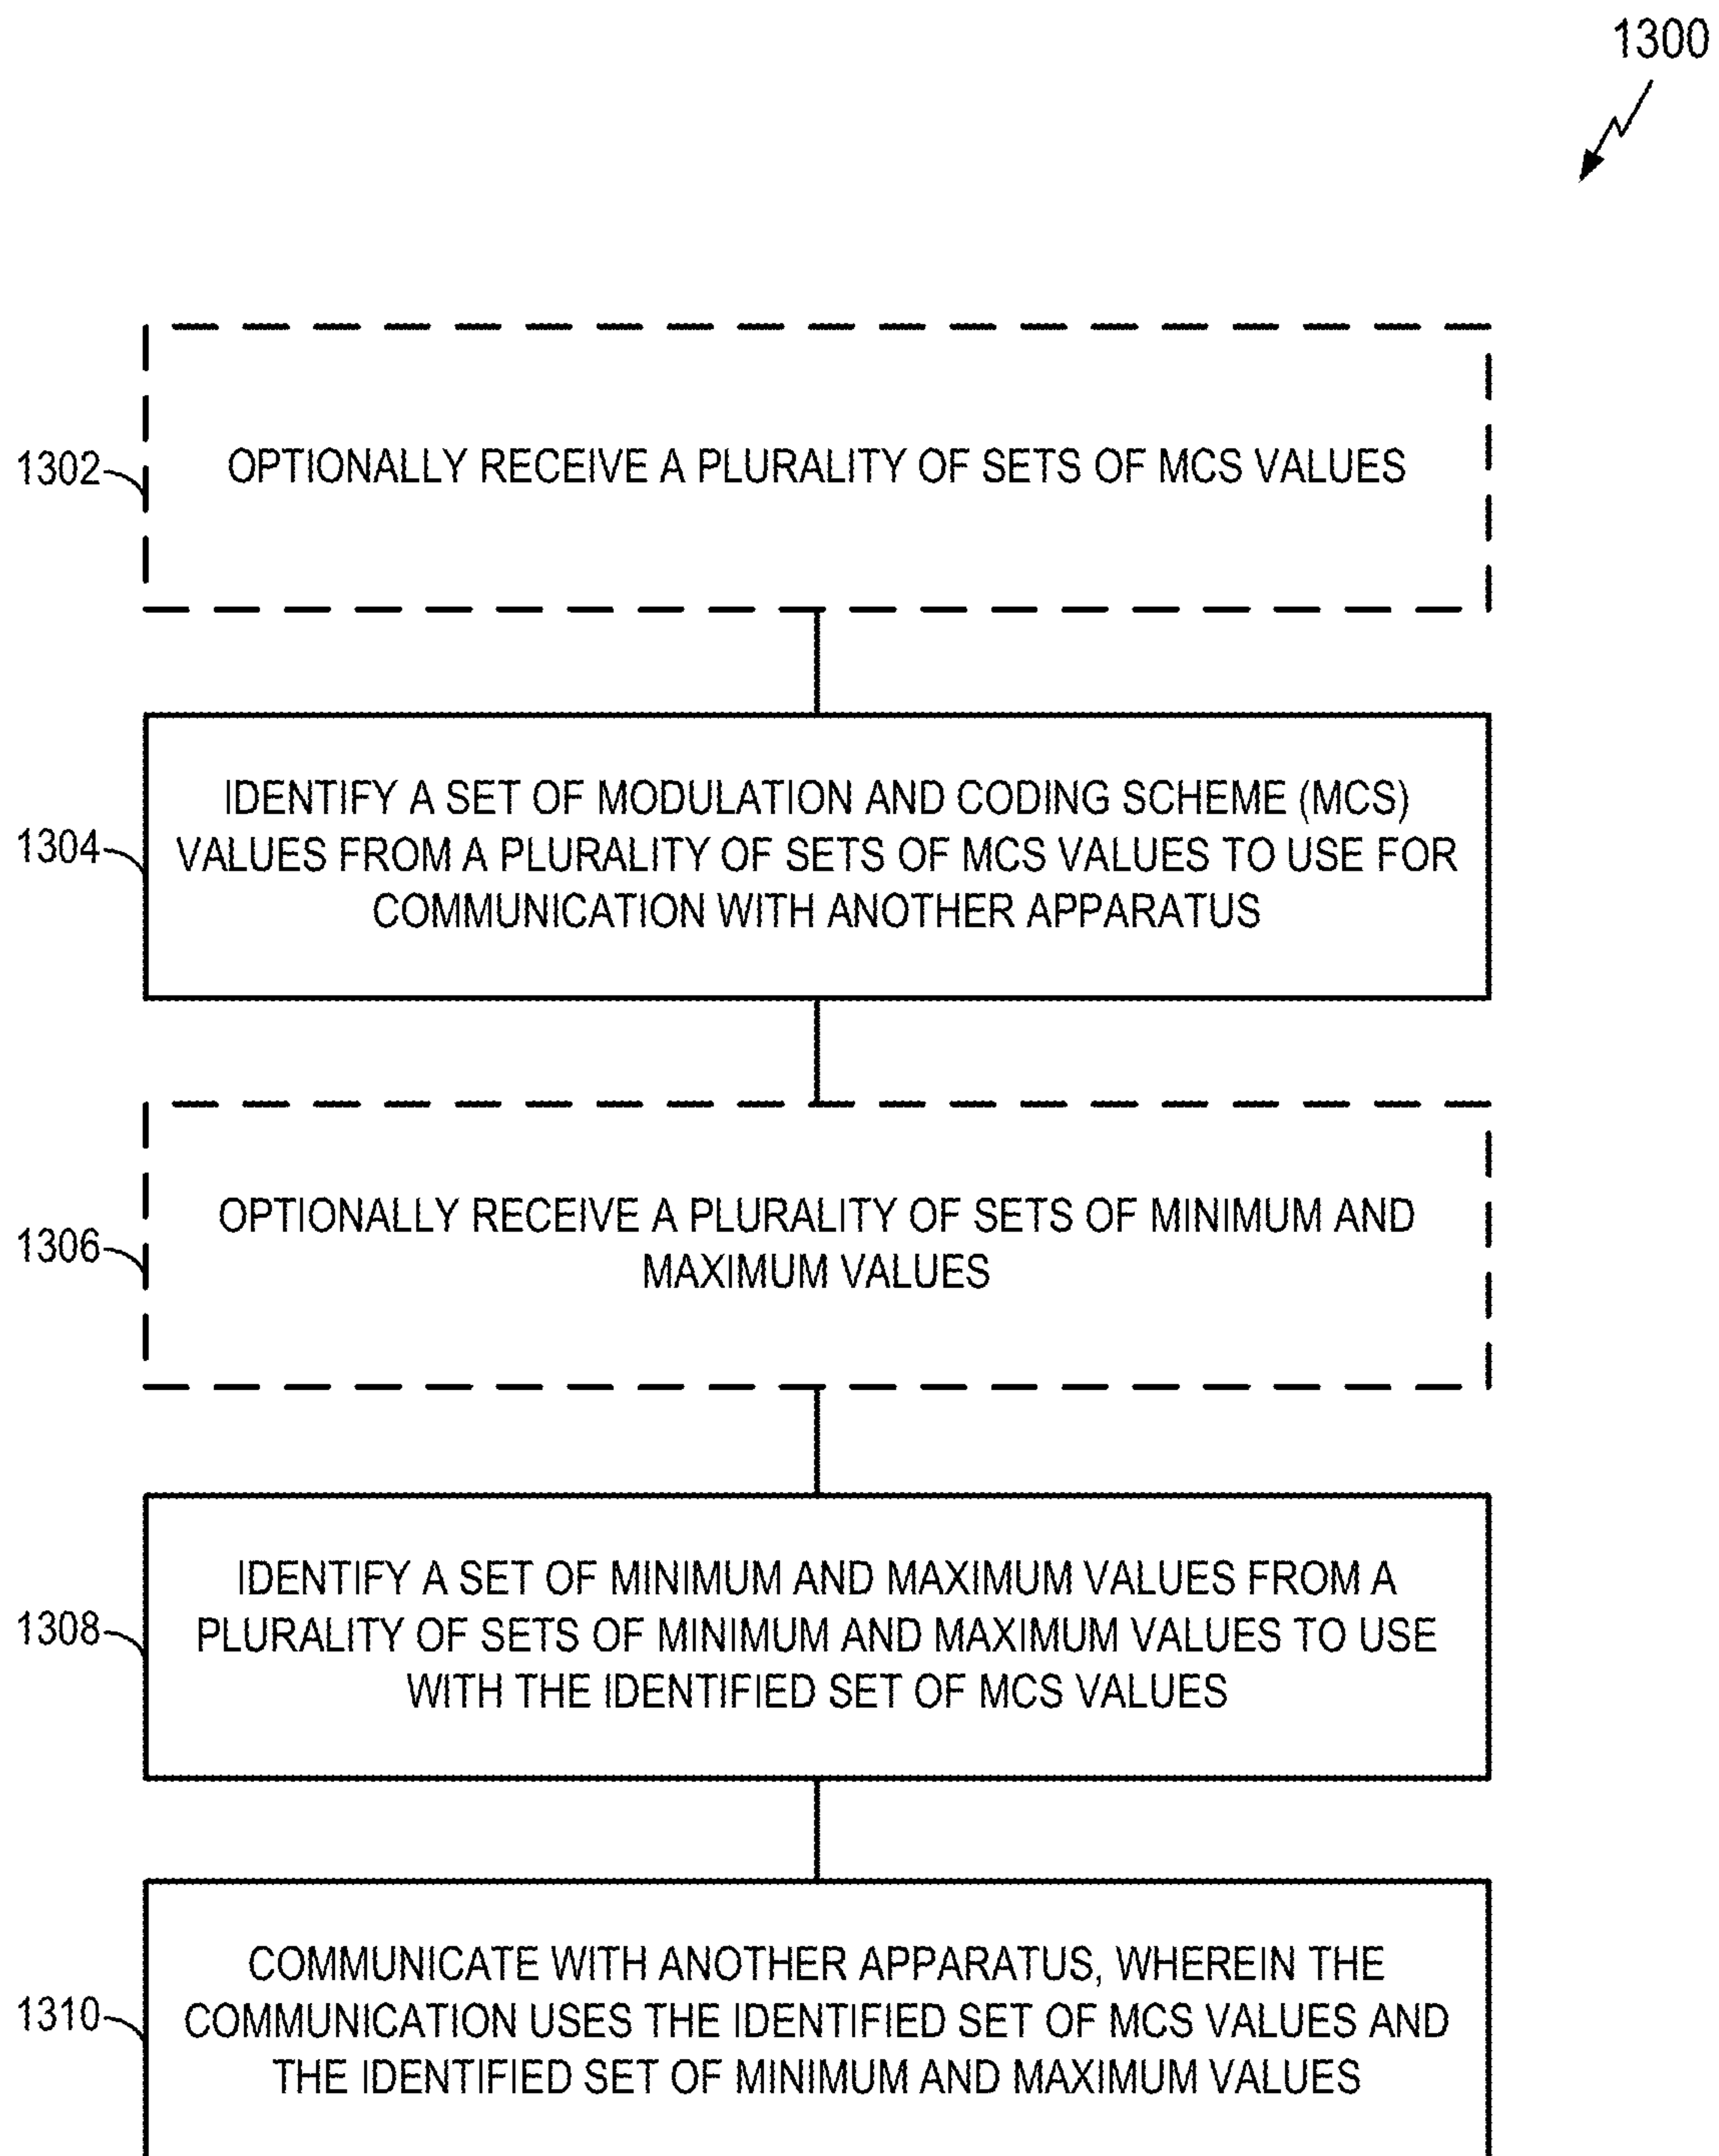 1300
1302
OPTIONALLY RECEIVE A PLURALITY OF SETS OF MCS VALUES
1304
IDENTIFY A SET OF MODULATION AND CODING SCHEME (MCS)
VALUES FROM A PLURALITY OF SETS OF MCS VALUES TO USE FOR
COMMUNICATION WITH ANOTHER APPARATUS
1306
OPTIONALLY RECEIVE A PLURALITY OF SETS OF MINIMUM AND
MAXIMUM VALUES
1308
IDENTIFY A SET OF MINIMUM AND MAXIMUM VALUES FROM A
PLURALITY OF SETS OF MINIMUM AND MAXIMUM VALUES TO USE
WITH THE IDENTIFIED SET OF MCS VALUES
1310
COMMUNICATE WITH ANOTHER APPARATUS, WHEREIN THE
COMMUNICATION USES THE IDENTIFIED SET OF MCS VALUES AND
THE IDENTIFIED SET OF MINIMUM AND MAXIMUM VALUES